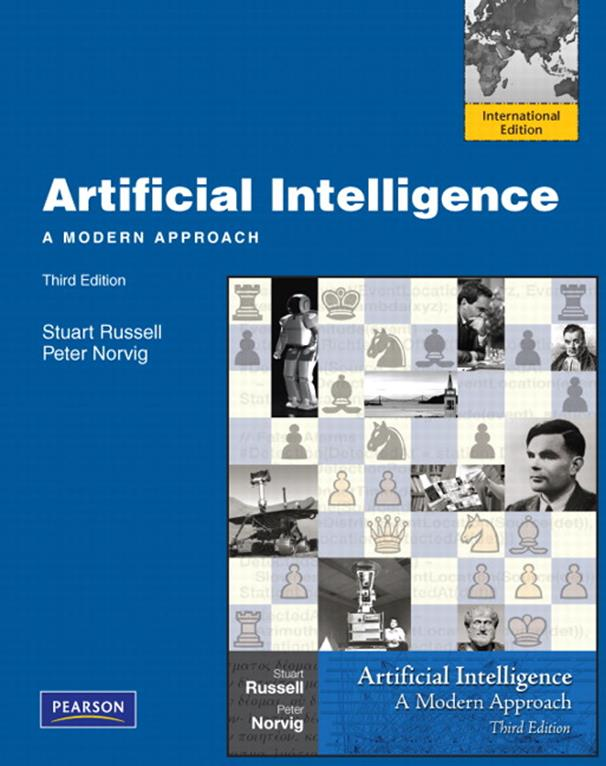 International
Edition
Artificial Intelligence
A MODERN APPROACH
Third Edition
Stuart Russell
Peter Norvig
Stuart
Russell
Peter
Norvig
Artificial Intelligence
A Modern Approach
Third Edition
PEARSON